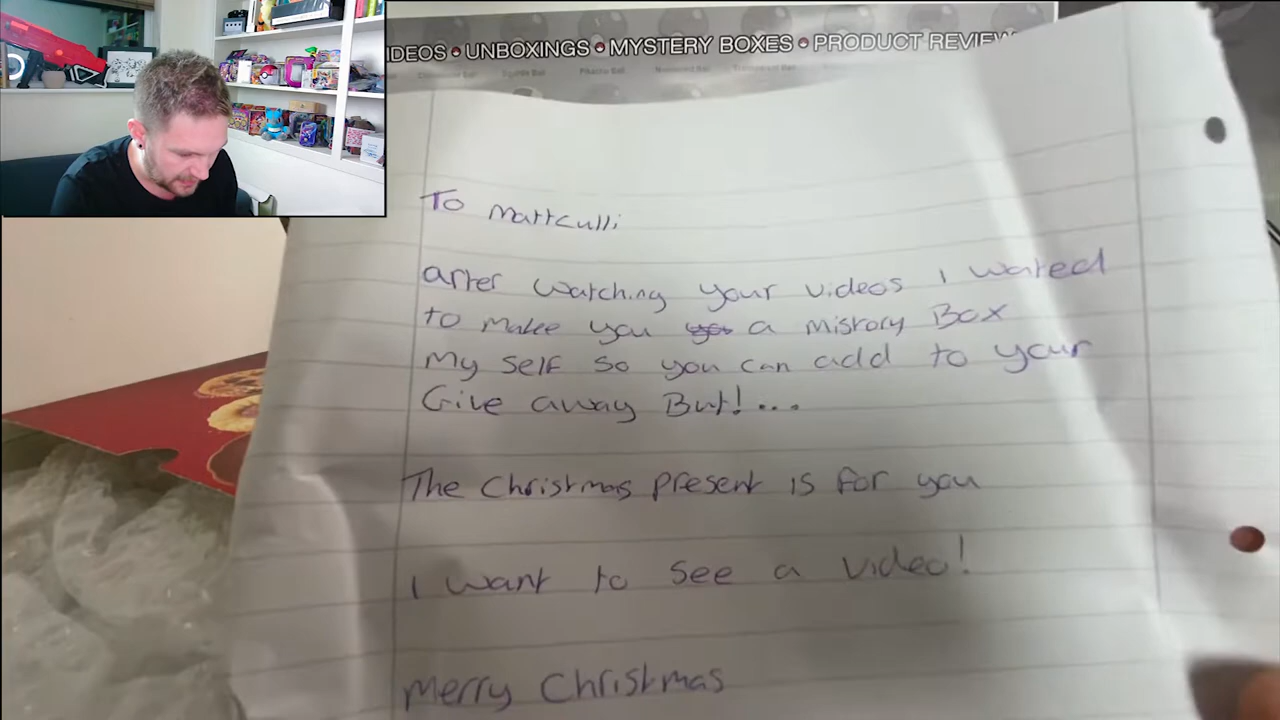 IDEOS • UNBOXINGS • MYSTERY BOXES • PRODUCT REVIEW
To Mattculli
after watching your videos I wated
to make you a mistory Box
my self so you can add to your
Give away But!...
The Christmas present is for you
I want to see a video!
Merry Christmas